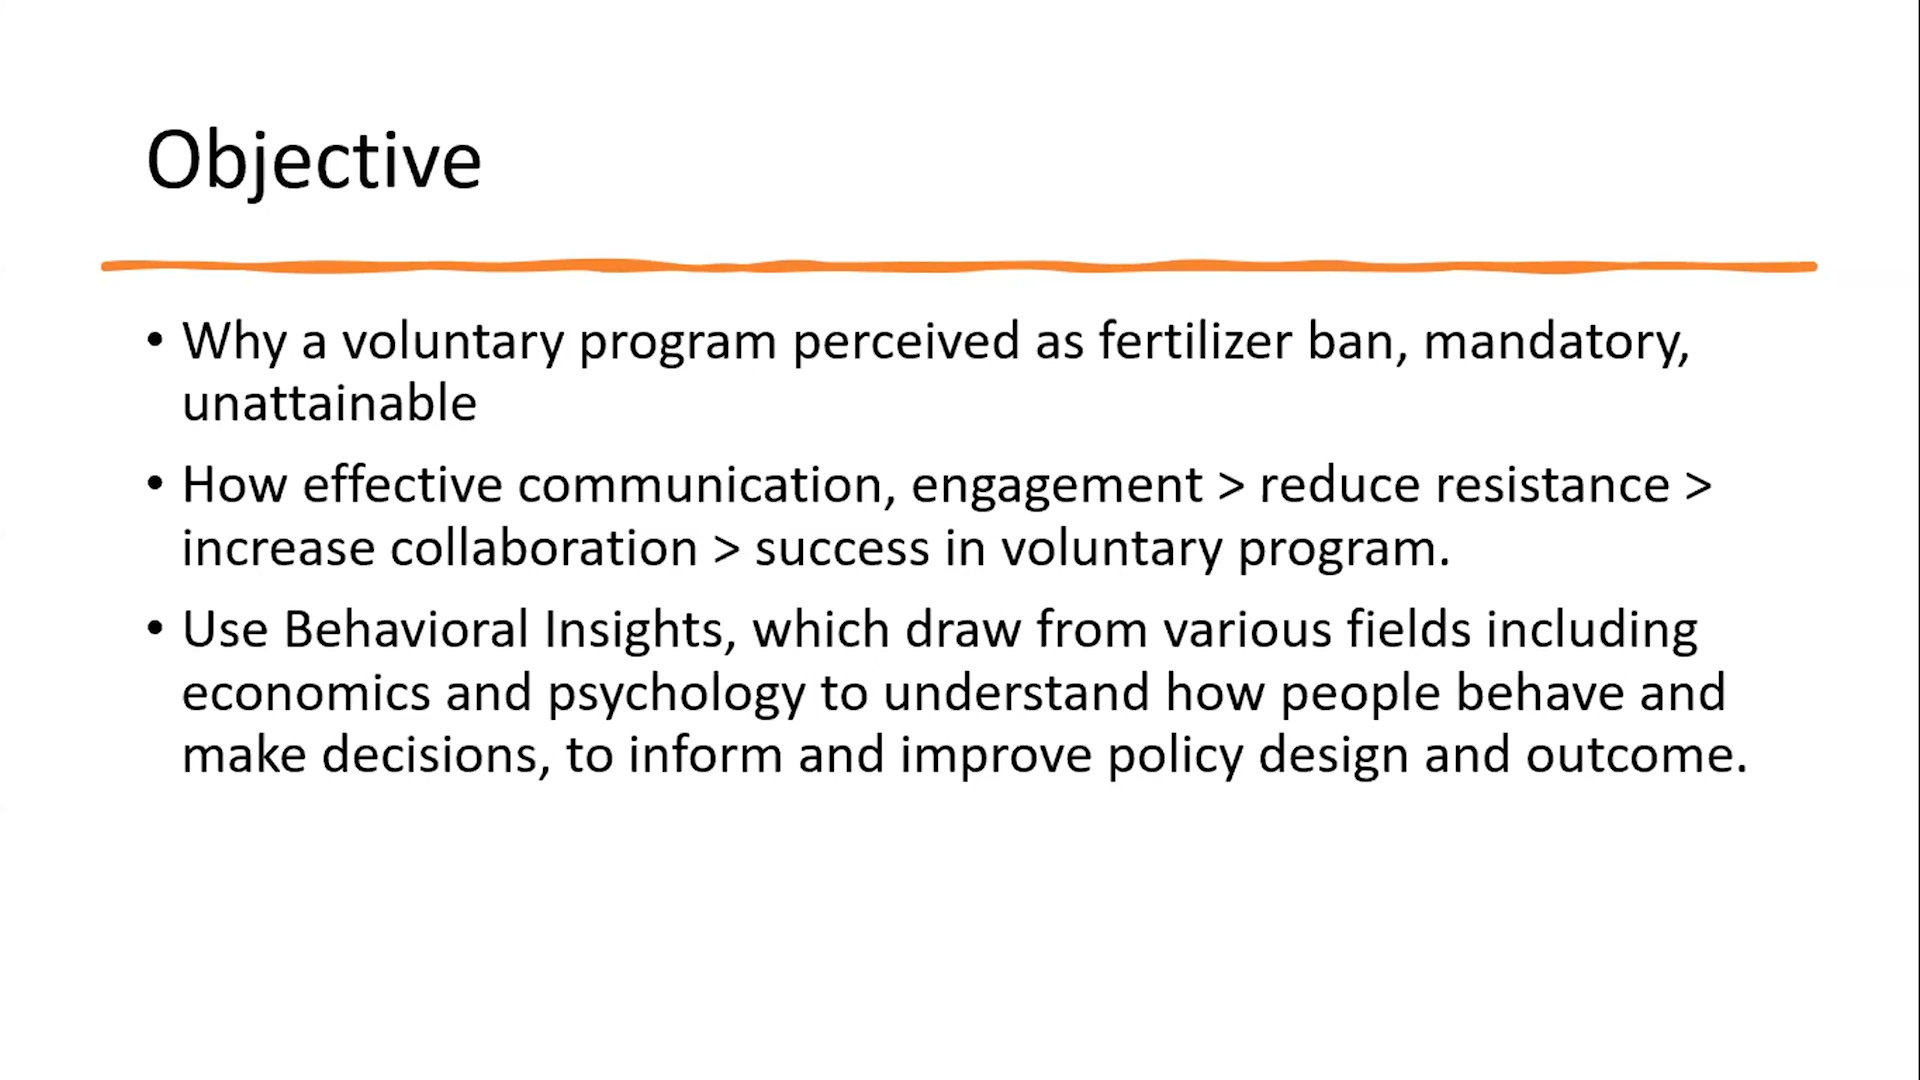 Objective
• Why a voluntary program perceived as fertilizer ban, mandatory,
unattainable
• How effective communication, engagement > reduce resistance >
increase collaboration > success in voluntary program.
• Use Behavioral Insights, which draw from various fields including
economics and psychology to understand how people behave and
make decisions, to inform and improve policy design and outcome.